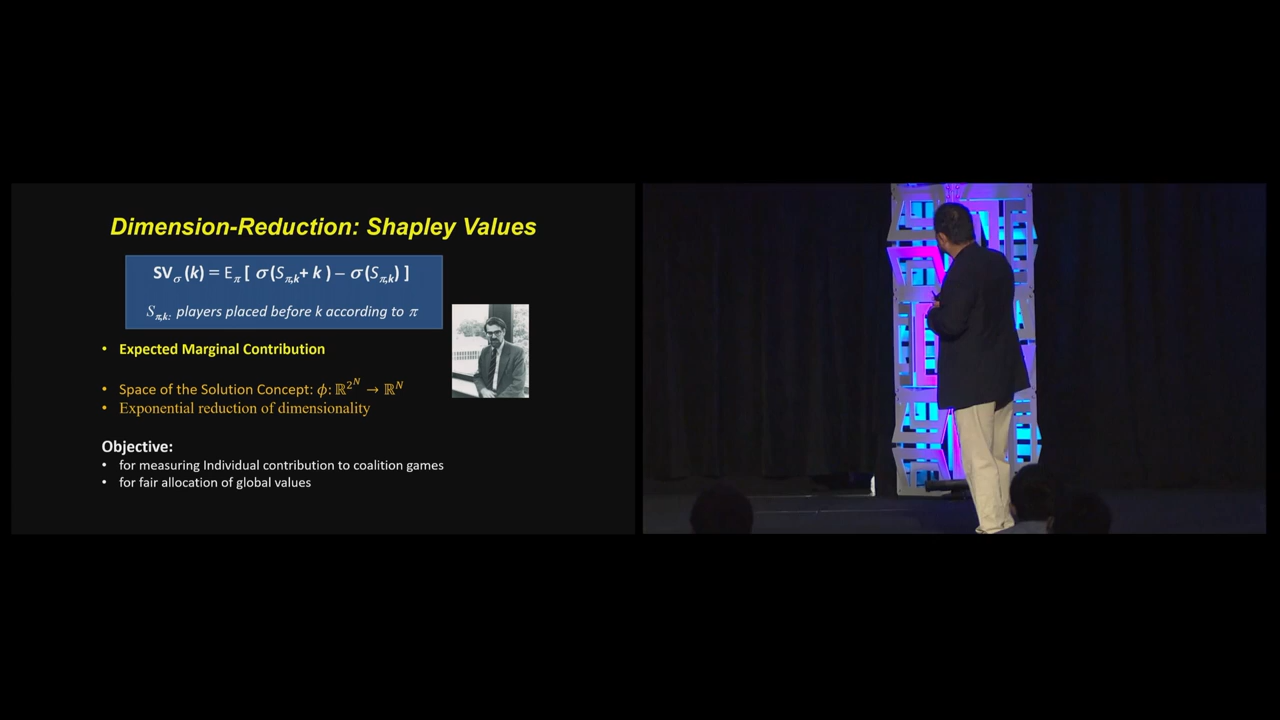 Dimension-Reduction: Shapley Values
SVσ(k) = Eπ [ σ(Sπ,k+ k ) – σ(Sπ,k) ]
Sπ,k: players placed before k according to π
• Expected Marginal Contribution
• Space of the Solution Concept: ϕ: ℝ^2^N → ℝ^N
• Exponential reduction of dimensionality
Objective:
• for measuring Individual contribution to coalition games
• for fair allocation of global values